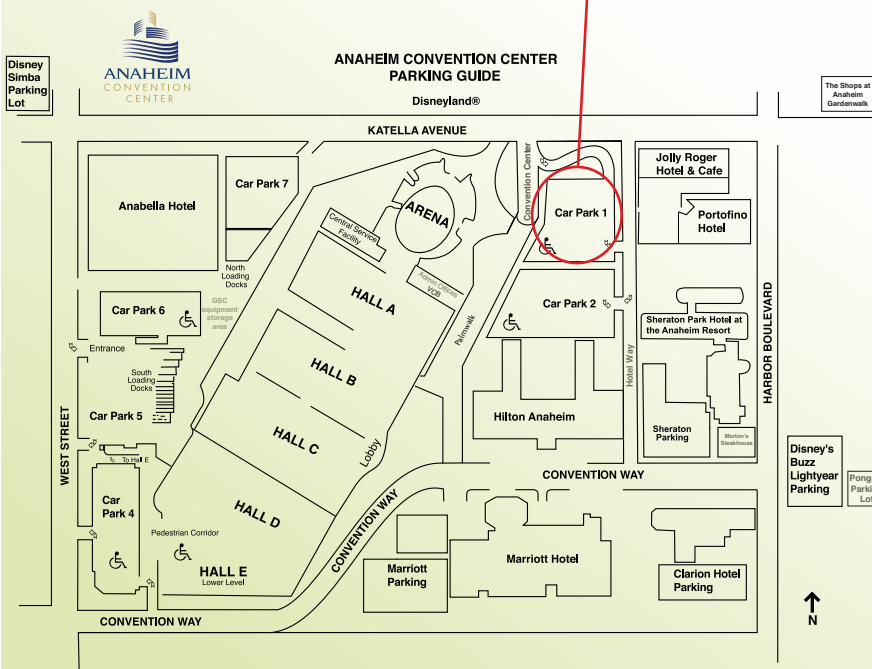 ANAHEIM
CONVENTION
CENTER
ANAHEIM CONVENTION CENTER
PARKING GUIDE
Disneyland®
Disney
Simba
Parking
Lot
The Shops at
Anaheim
Gardenwalk
KATELLA AVENUE
Anabella Hotel
Car Park 7
North
Loading
Docks
ARENA
Central Service
Facility
Admin Offices
VCB
Convention Center
Car Park 1
Jolly Roger
Hotel & Cafe
Portofino
Hotel
Car Park 6
GSC
equipment
storage
area
HALL A
Palmwalk
Car Park 2
Hotel Way
Sheraton Park Hotel at
the Anaheim Resort
HARBOR BOULEVARD
Entrance
South
Loading
Docks
HALL B
Car Park 5
HALL C
Lobby
Hilton Anaheim
Sheraton
Parking
Morton's
Steakhouse
WEST STREET
To Hall E
Car
Park 4
HALL D
CONVENTION WAY
CONVENTION WAY
Disney's
Buzz
Lightyear
Parking
Pong
Parki
Lot
Pedestrian Corridor
HALL E
Lower Level
Marriott
Parking
Marriott Hotel
Clarion Hotel
Parking
CONVENTION WAY
N